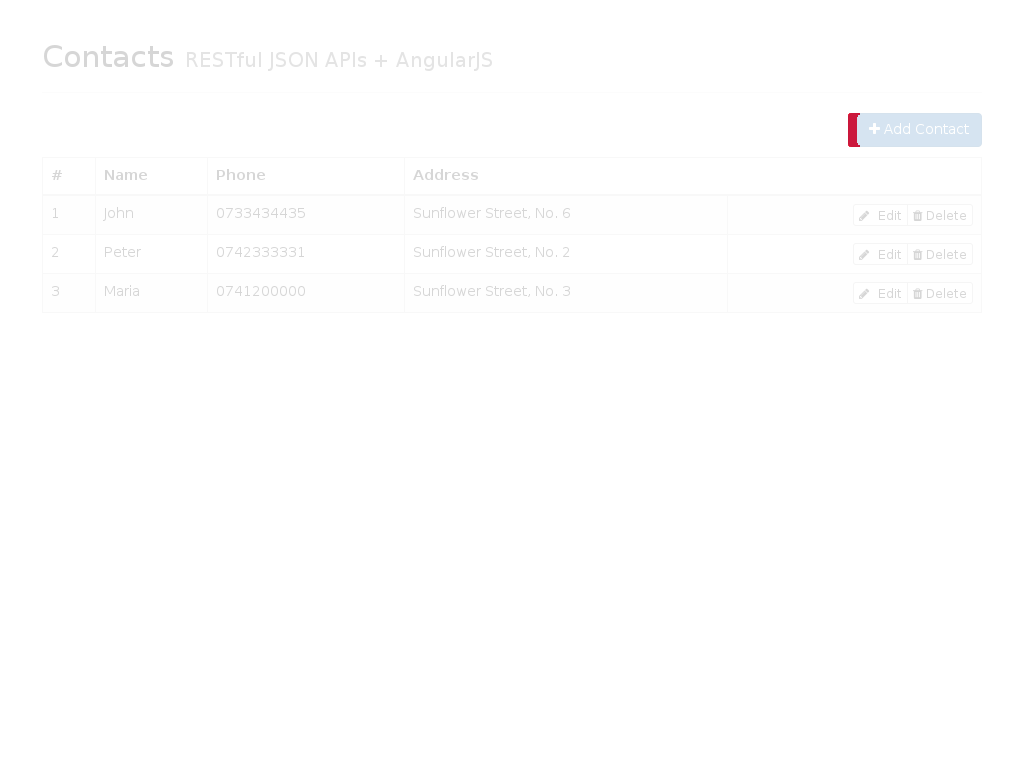 Contacts RESTful JSON APIs + AngularJS
Add Contact
# Name Phone Address
1 John 0733434435 Sunflower Street, No. 6 Edit Delete
2 Peter 0742333331 Sunflower Street, No. 2 Edit Delete
3 Maria 0741200000 Sunflower Street, No. 3 Edit Delete